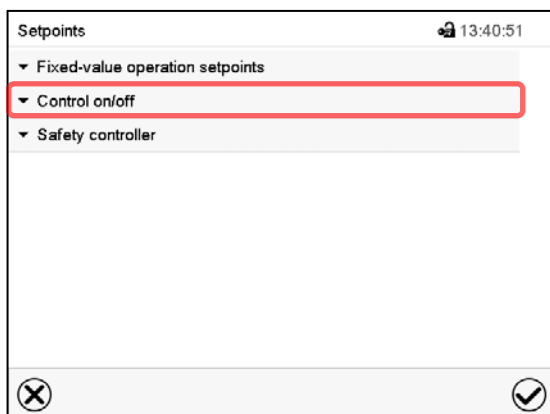 Setpoints 13:40:51
Fixed-value operation setpoints
Control on/off
Safety controller